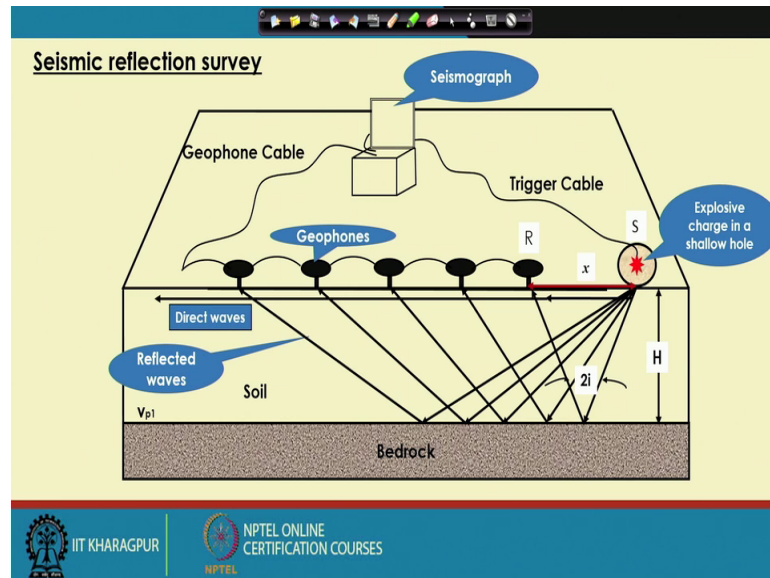 Seismic reflection survey
Seismograph
Geophone Cable
Trigger Cable
Explosive
charge in a
shallow hole
S
Geophones
R
x
Direct waves
Reflected
waves
2i
H
Soil
Vp1
Bedrock
IIT KHARAGPUR
NPTEL
NPTEL ONLINE
CERTIFICATION COURSES